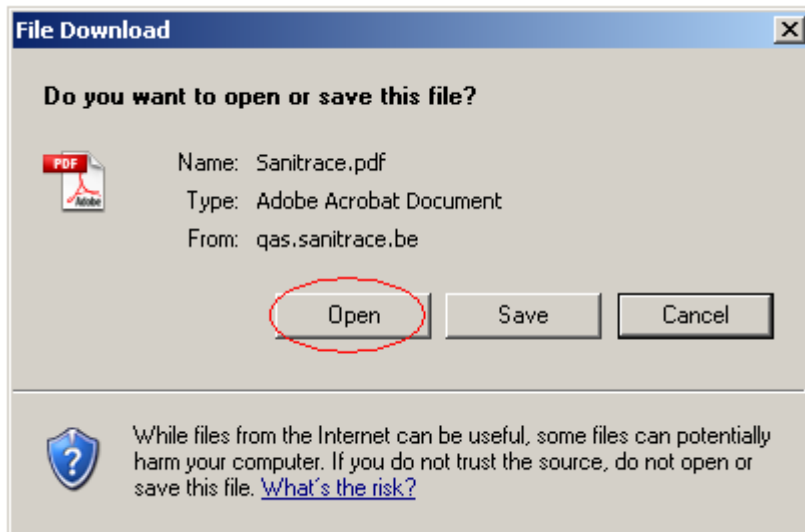 File Download
Do you want to open or save this file?
PDF
Adobe
Name: Sanitrace.pdf
Type: Adobe Acrobat Document
From: qas.sanitrace.be
Open Save Cancel
While files from the Internet can be useful, some files can potentially
harm your computer. If you do not trust the source, do not open or
save this file. What's the risk?